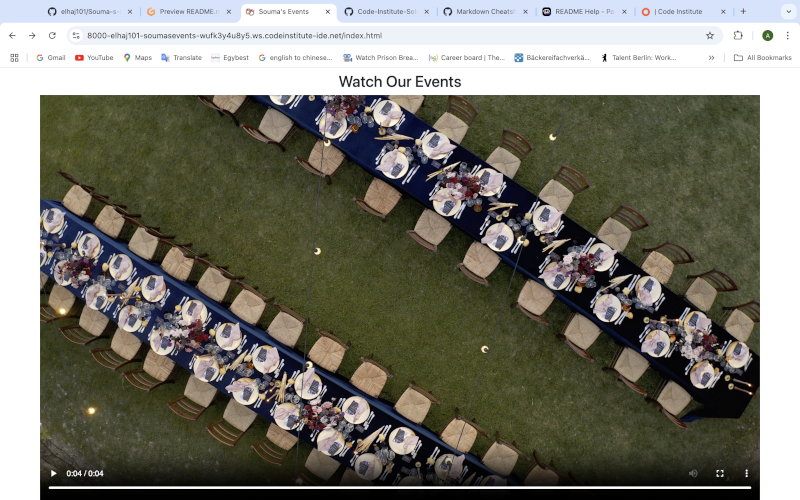 elhaj101/Souma-s-
Preview README.m
Souma's Events
Code-Institute-Sol
Markdown Cheatsh
README Help - Po
| Code Institute
8000-elhaj101-soumasevents-wufk3y4u8y5.ws.codeinstitute-ide.net/index.html
A
Gmail
YouTube
Maps
Translate
Egybest
english to chinese...
Watch Prison Brea...
Career board | The...
Bäckereifachverkä...
Talent Berlin: Work...
All Bookmarks
Watch Our Events
0:04 / 0:04